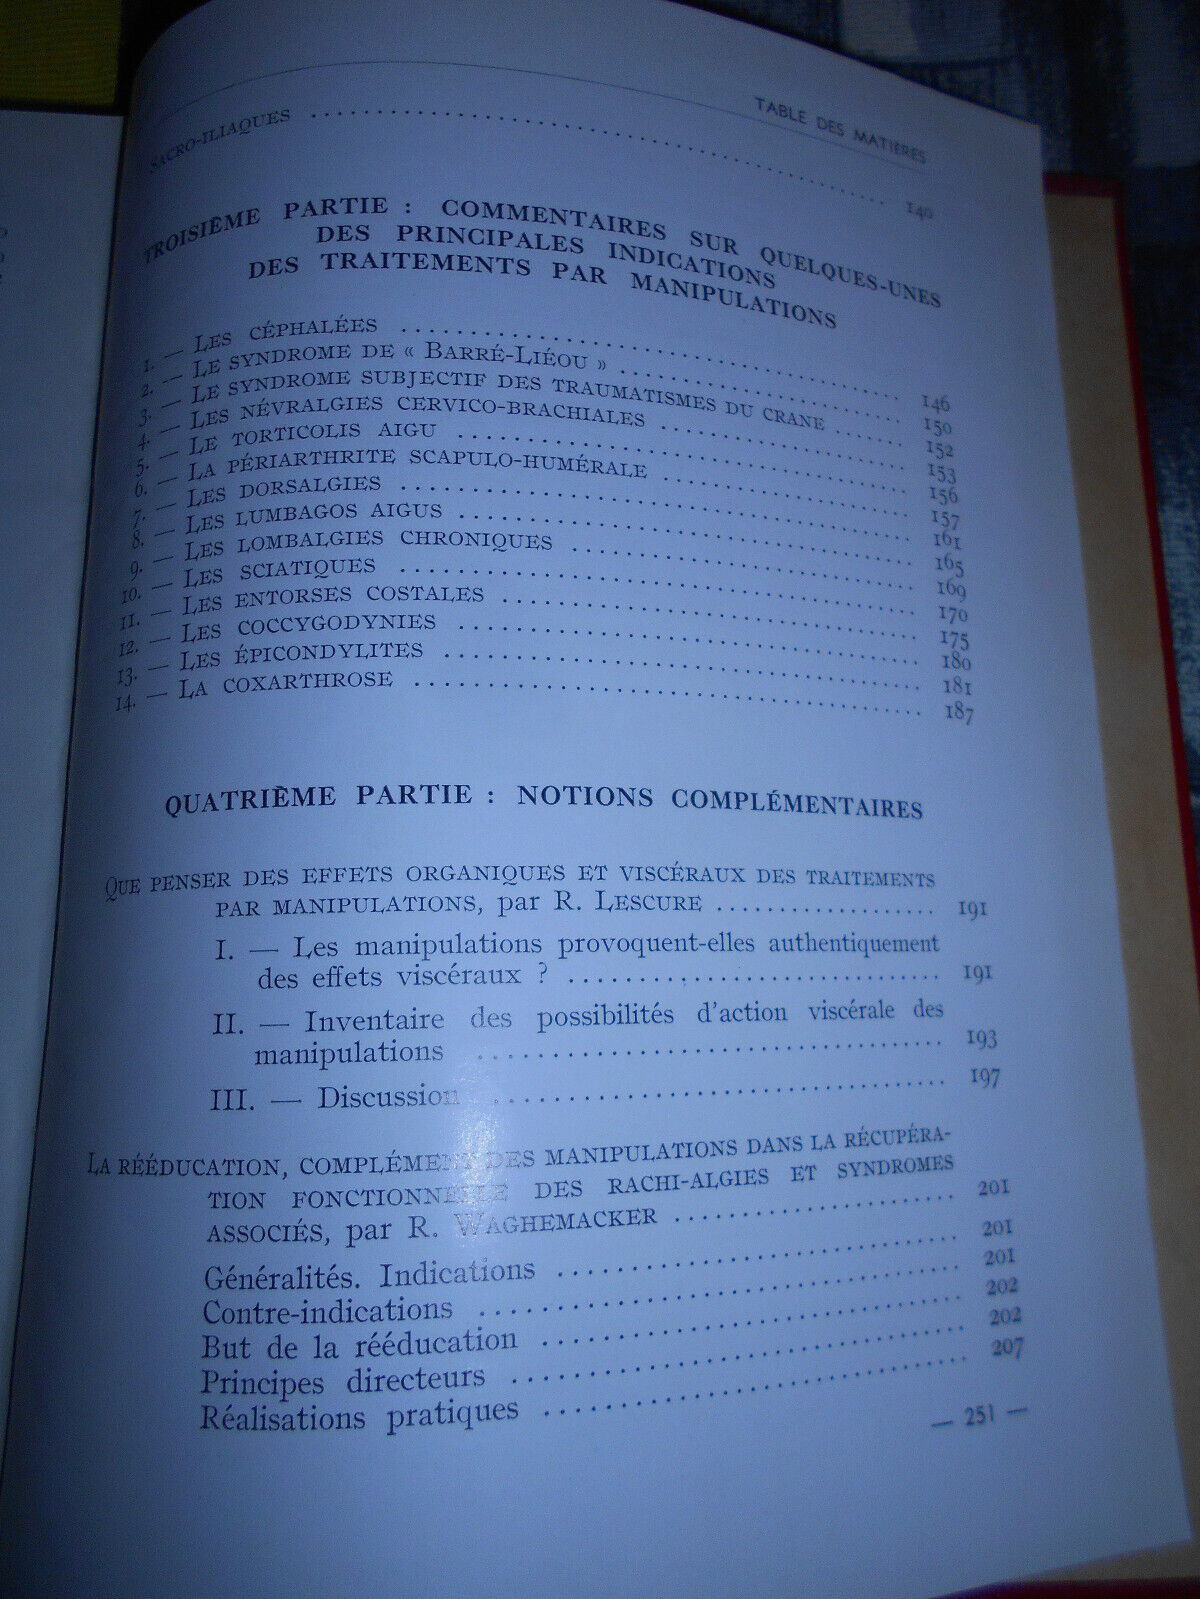 TABLE DES MATIÈRES
SACRO-ILIAQUES .......... 140
TROISIÈME PARTIE : COMMENTAIRES SUR QUELQUES-UNES
DES PRINCIPALES INDICATIONS
DES TRAITEMENTS PAR MANIPULATIONS
1. — LES CÉPHALÉES .......... 146
2. — LE SYNDROME DE « BARRÉ-LIÉOU » .......... 150
3. — LE SYNDROME SUBJECTIF DES TRAUMATISMES DU CRANE .......... 152
4. — LES NÉVRALGIES CERVICO-BRACHIALES .......... 153
5. — LE TORTICOLIS AIGU .......... 156
6. — LA PÉRIARTHRITE SCAPULO-HUMÉRALE .......... 157
7. — LES DORSALGIES .......... 161
8. — LES LUMBAGOS AIGUS .......... 165
9. — LES LOMBALGIES CHRONIQUES .......... 169
10. — LES SCIATIQUES .......... 170
11. — LES ENTORSES COSTALES .......... 175
12. — LES COCCYGODYNIES .......... 180
13. — LES ÉPICONDYLITES .......... 181
14. — LA COXARTHROSE .......... 187
QUATRIÈME PARTIE : NOTIONS COMPLÉMENTAIRES
QUE PENSER DES EFFETS ORGANIQUES ET VISCÉRAUX DES TRAITEMENTS
PAR MANIPULATIONS, par R. LESCURE .......... 191
I. — Les manipulations provoquent-elles authentiquement
des effets viscéraux ? .......... 191
II. — Inventaire des possibilités d'action viscérale des
manipulations .......... 193
III. — Discussion .......... 197
LA RÉÉDUCATION, COMPLÉMENT DES MANIPULATIONS DANS LA RÉCUPÉRA-
TION FONCTIONNELLE DES RACHI-ALGIES ET SYNDROMES
ASSOCIÉS, par R. WAGHEMACKER .......... 201
Généralités. Indications .......... 201
Contre-indications .......... 201
But de la rééducation .......... 202
Principes directeurs .......... 202
Réalisations pratiques .......... 207
— 251 —